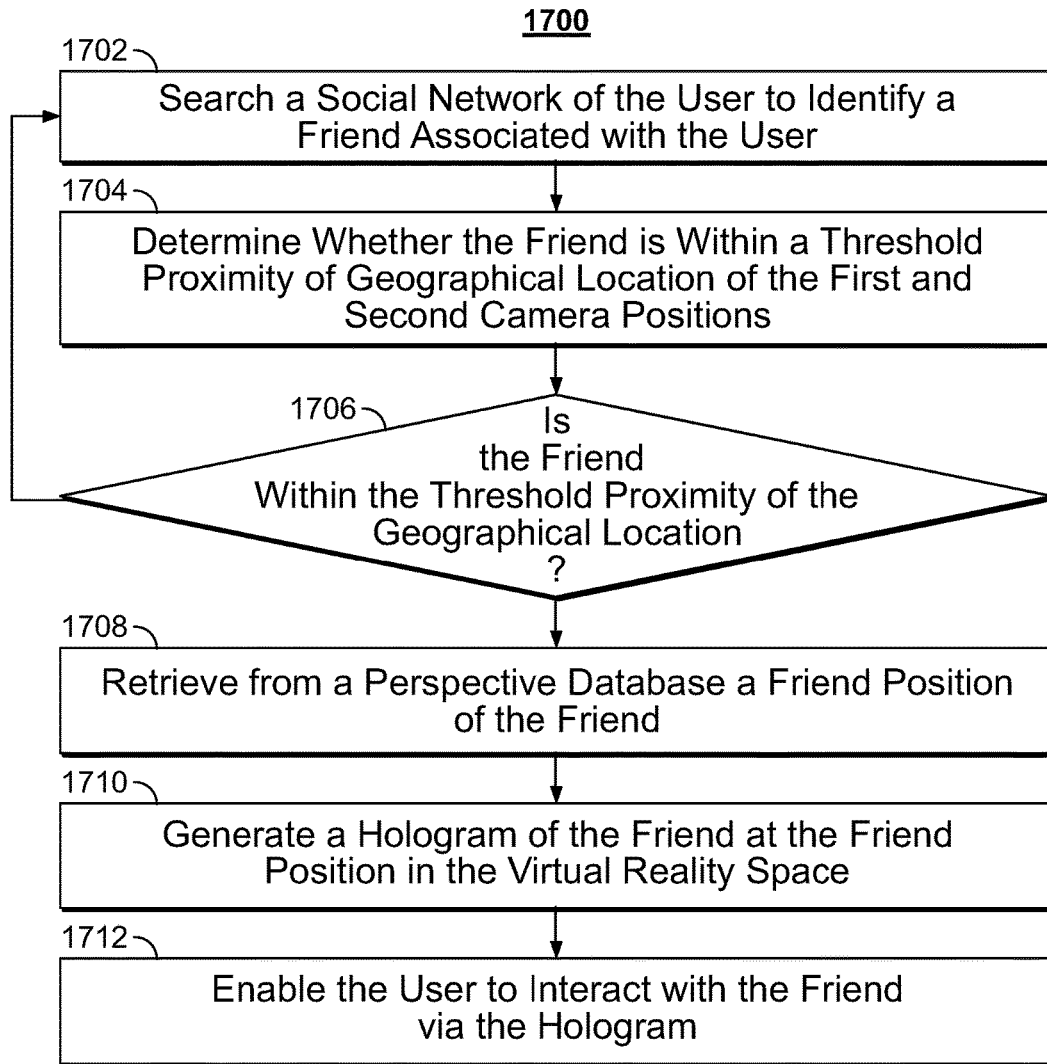 1700
1702
Search a Social Network of the User to Identify a
Friend Associated with the User
1704
Determine Whether the Friend is Within a Threshold
Proximity of Geographical Location of the First and
Second Camera Positions
1706
Is
the Friend
Within the Threshold Proximity of the
Geographical Location
?
1708
Retrieve from a Perspective Database a Friend Position
of the Friend
1710
Generate a Hologram of the Friend at the Friend
Position in the Virtual Reality Space
1712
Enable the User to Interact with the Friend
via the Hologram